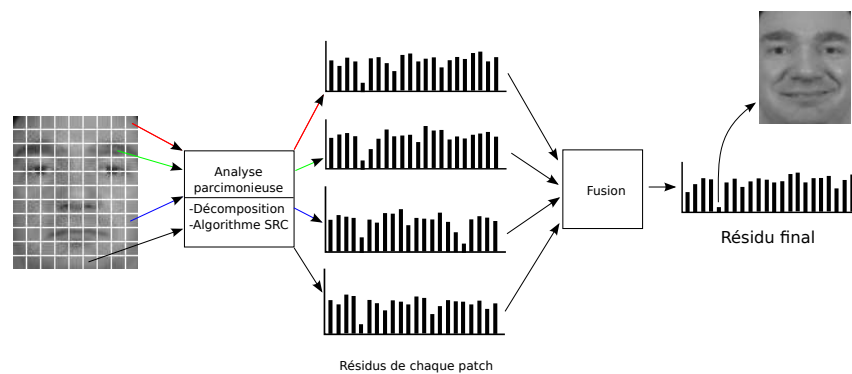 Analyse
parcimonieuse
-Décomposition
-Algorithme SRC
Fusion
Résidu final
Résidus de chaque patch